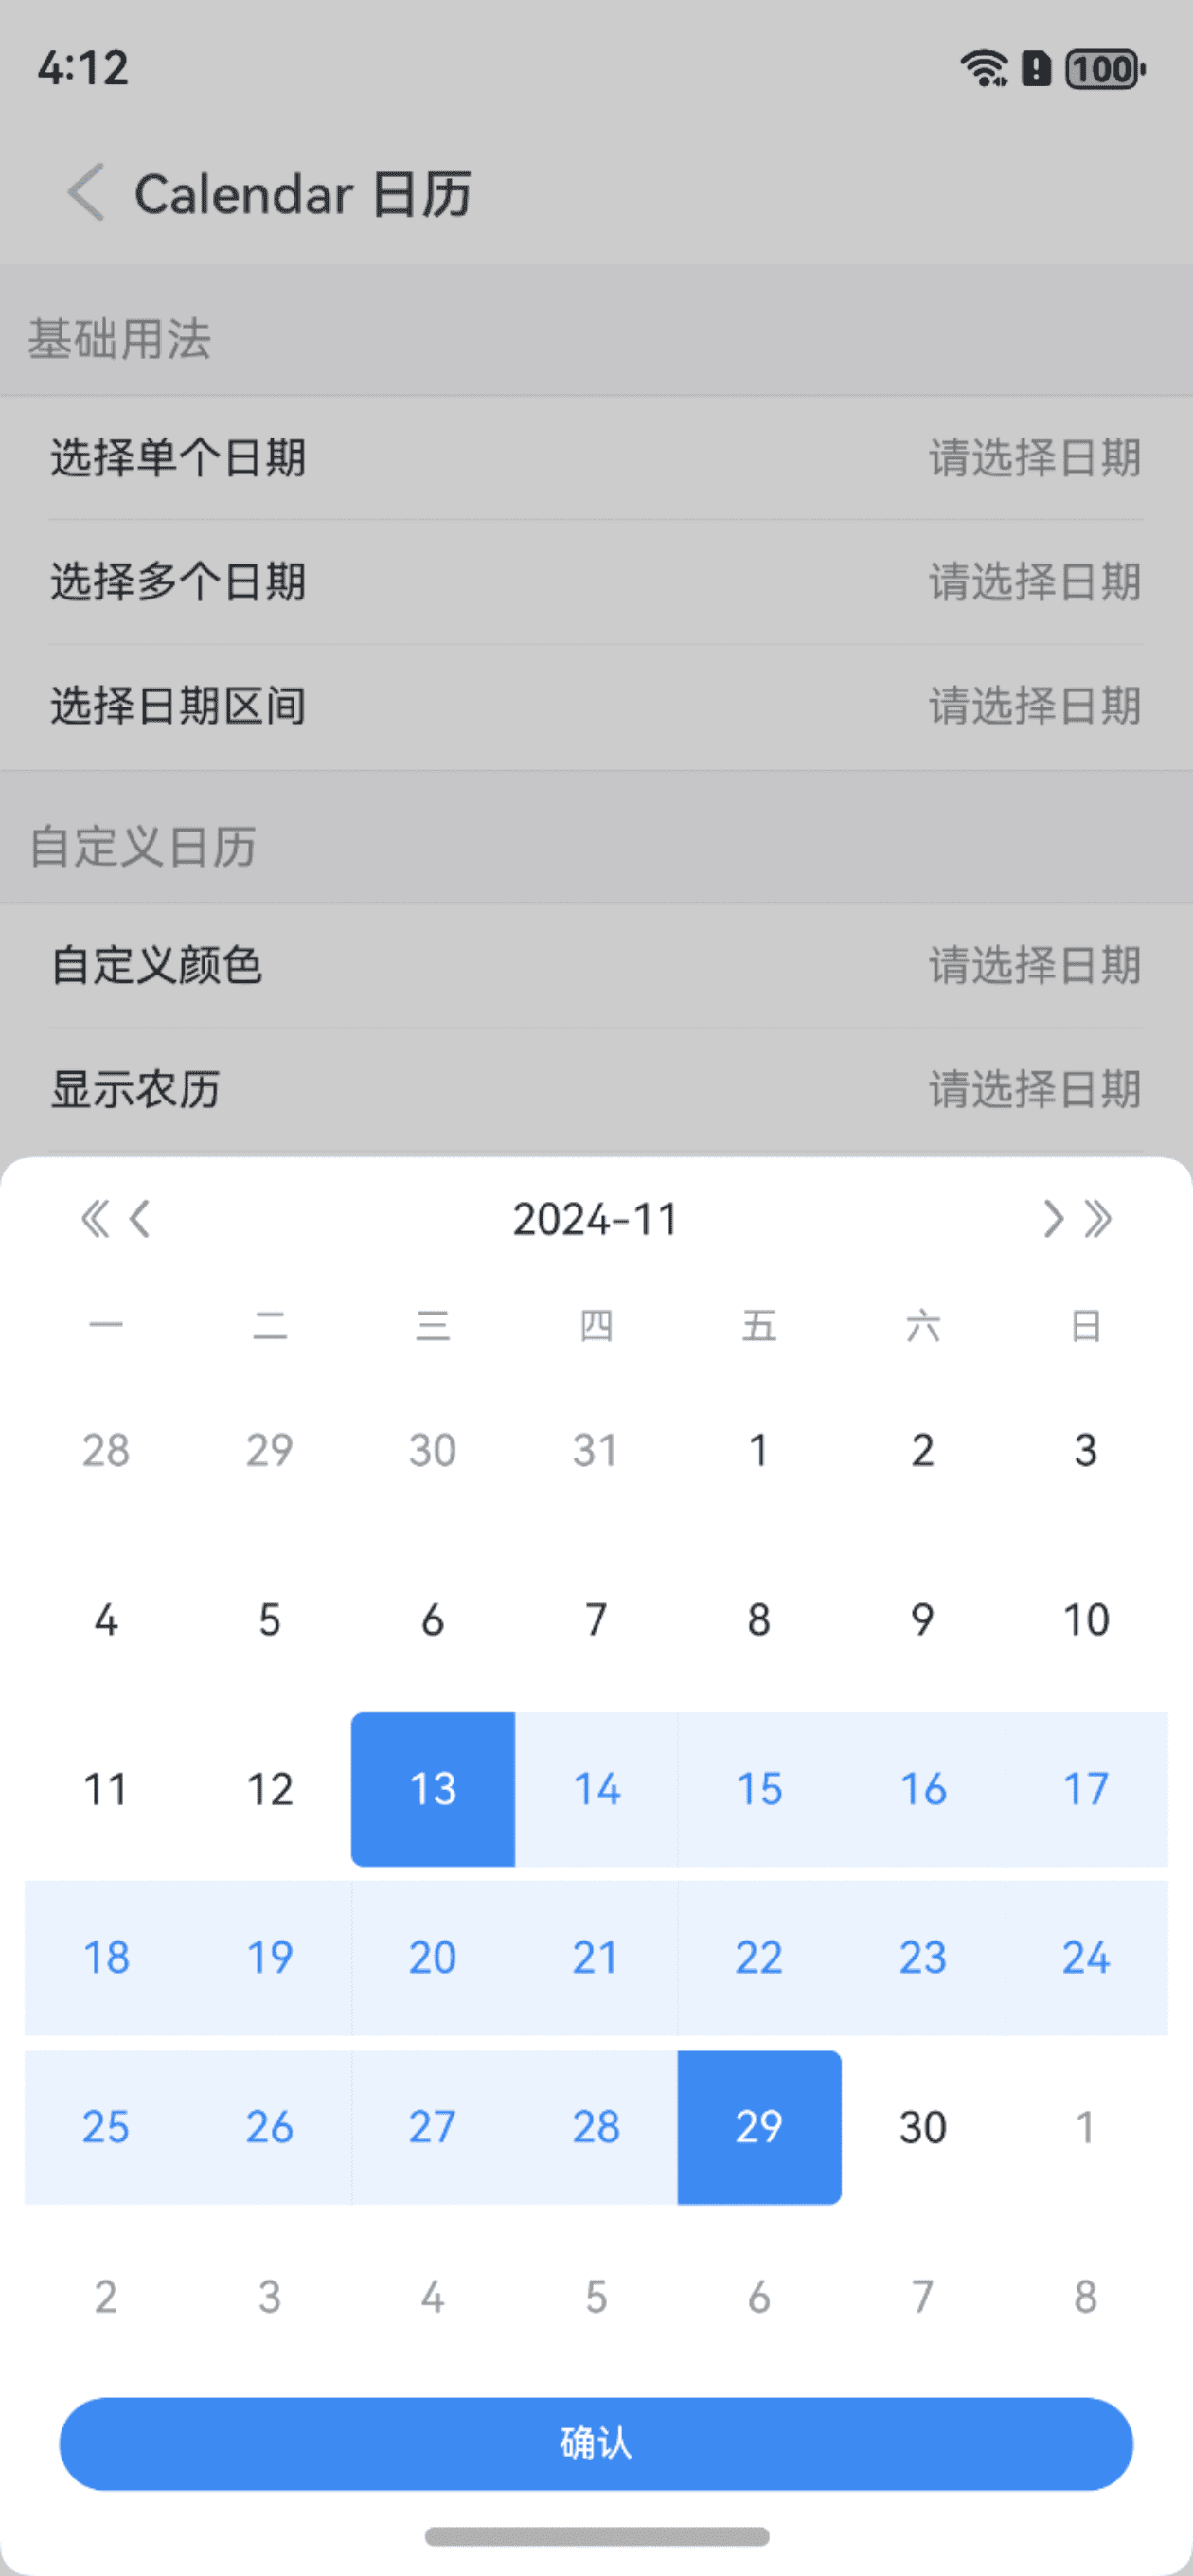 4:12 100
Calendar 日历
基础用法
选择单个日期 请选择日期
选择多个日期 请选择日期
选择日期区间 请选择日期
自定义日历
自定义颜色 请选择日期
显示农历 请选择日期
2024-11
一 二 三 四 五 六 日
28 29 30 31 1 2 3
4 5 6 7 8 9 10
11 12 13 14 15 16 17
18 19 20 21 22 23 24
25 26 27 28 29 30 1
2 3 4 5 6 7 8
确认